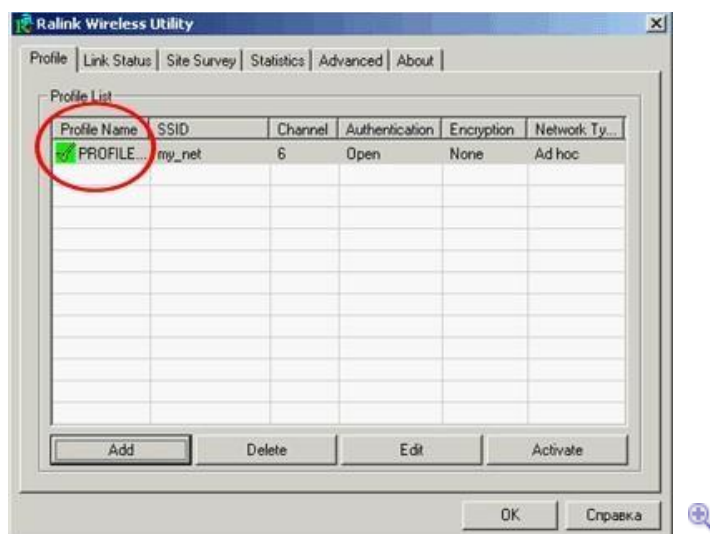 Ralink Wireless Utility
Profile Link Status Site Survey Statistics Advanced About
Profile List
Profile Name SSID Channel Authentication Encryption Network Ty...
PROFILE... my_net 6 Open None Ad hoc
Add Delete Edit Activate
OK Справка